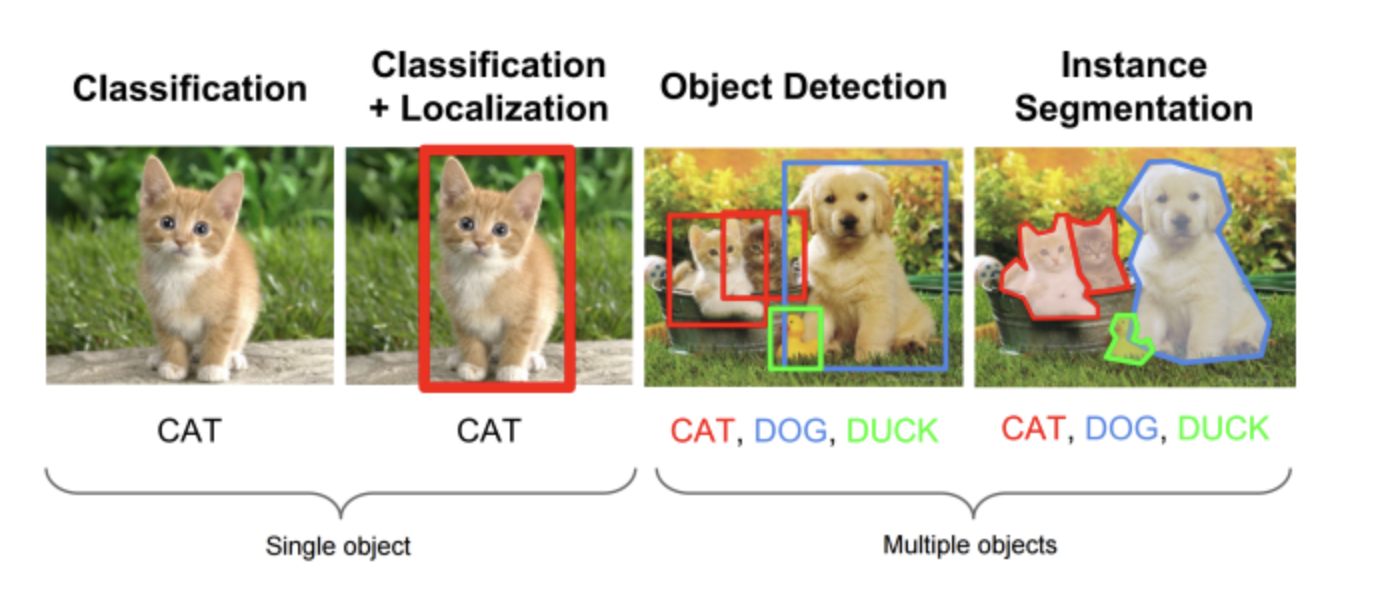 Classification
Classification
+ Localization
Object Detection
Instance
Segmentation
CAT
CAT
CAT, DOG, DUCK
CAT, DOG, DUCK
Single object
Multiple objects